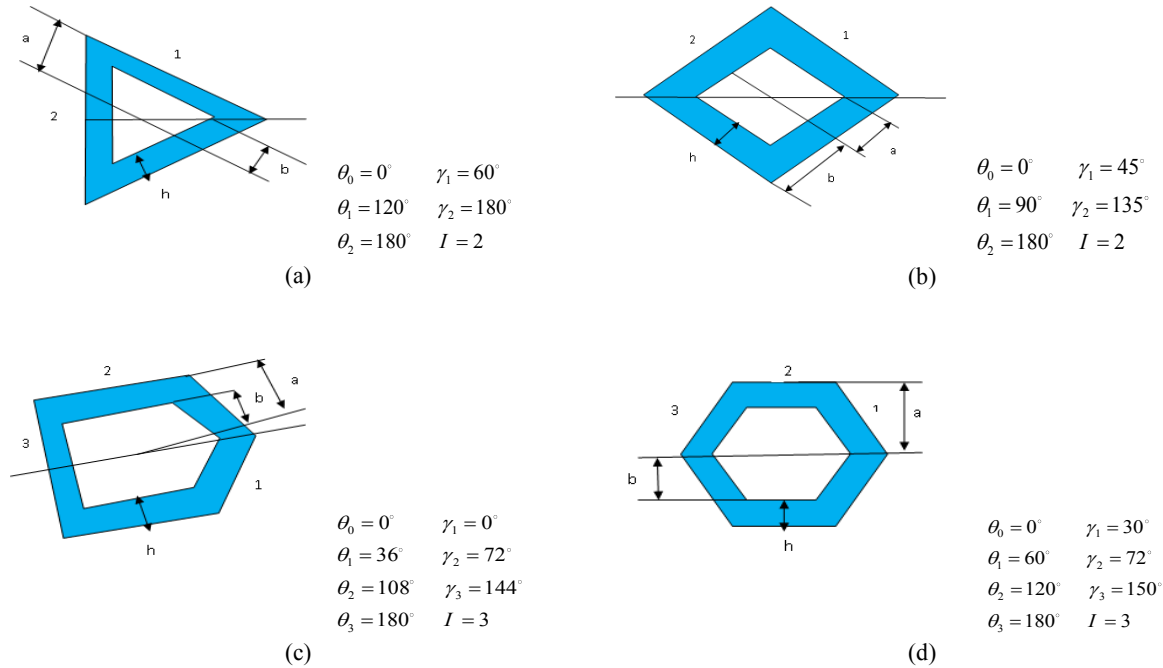 a
1
2
b
h
θ₀ = 0° γ₁ = 60°
θ₁ = 120° γ₂ = 180°
θ₂ = 180° I = 2
(a)
2
1
h
a
b
θ₀ = 0° γ₁ = 45°
θ₁ = 90° γ₂ = 135°
θ₂ = 180° I = 2
(b)
2
a
b
3
1
h
θ₀ = 0° γ₁ = 0°
θ₁ = 36° γ₂ = 72°
θ₂ = 108° γ₃ = 144°
θ₃ = 180° I = 3
(c)
2
3
1
a
b
h
θ₀ = 0° γ₁ = 30°
θ₁ = 60° γ₂ = 72°
θ₂ = 120° γ₃ = 150°
θ₃ = 180° I = 3
(d)